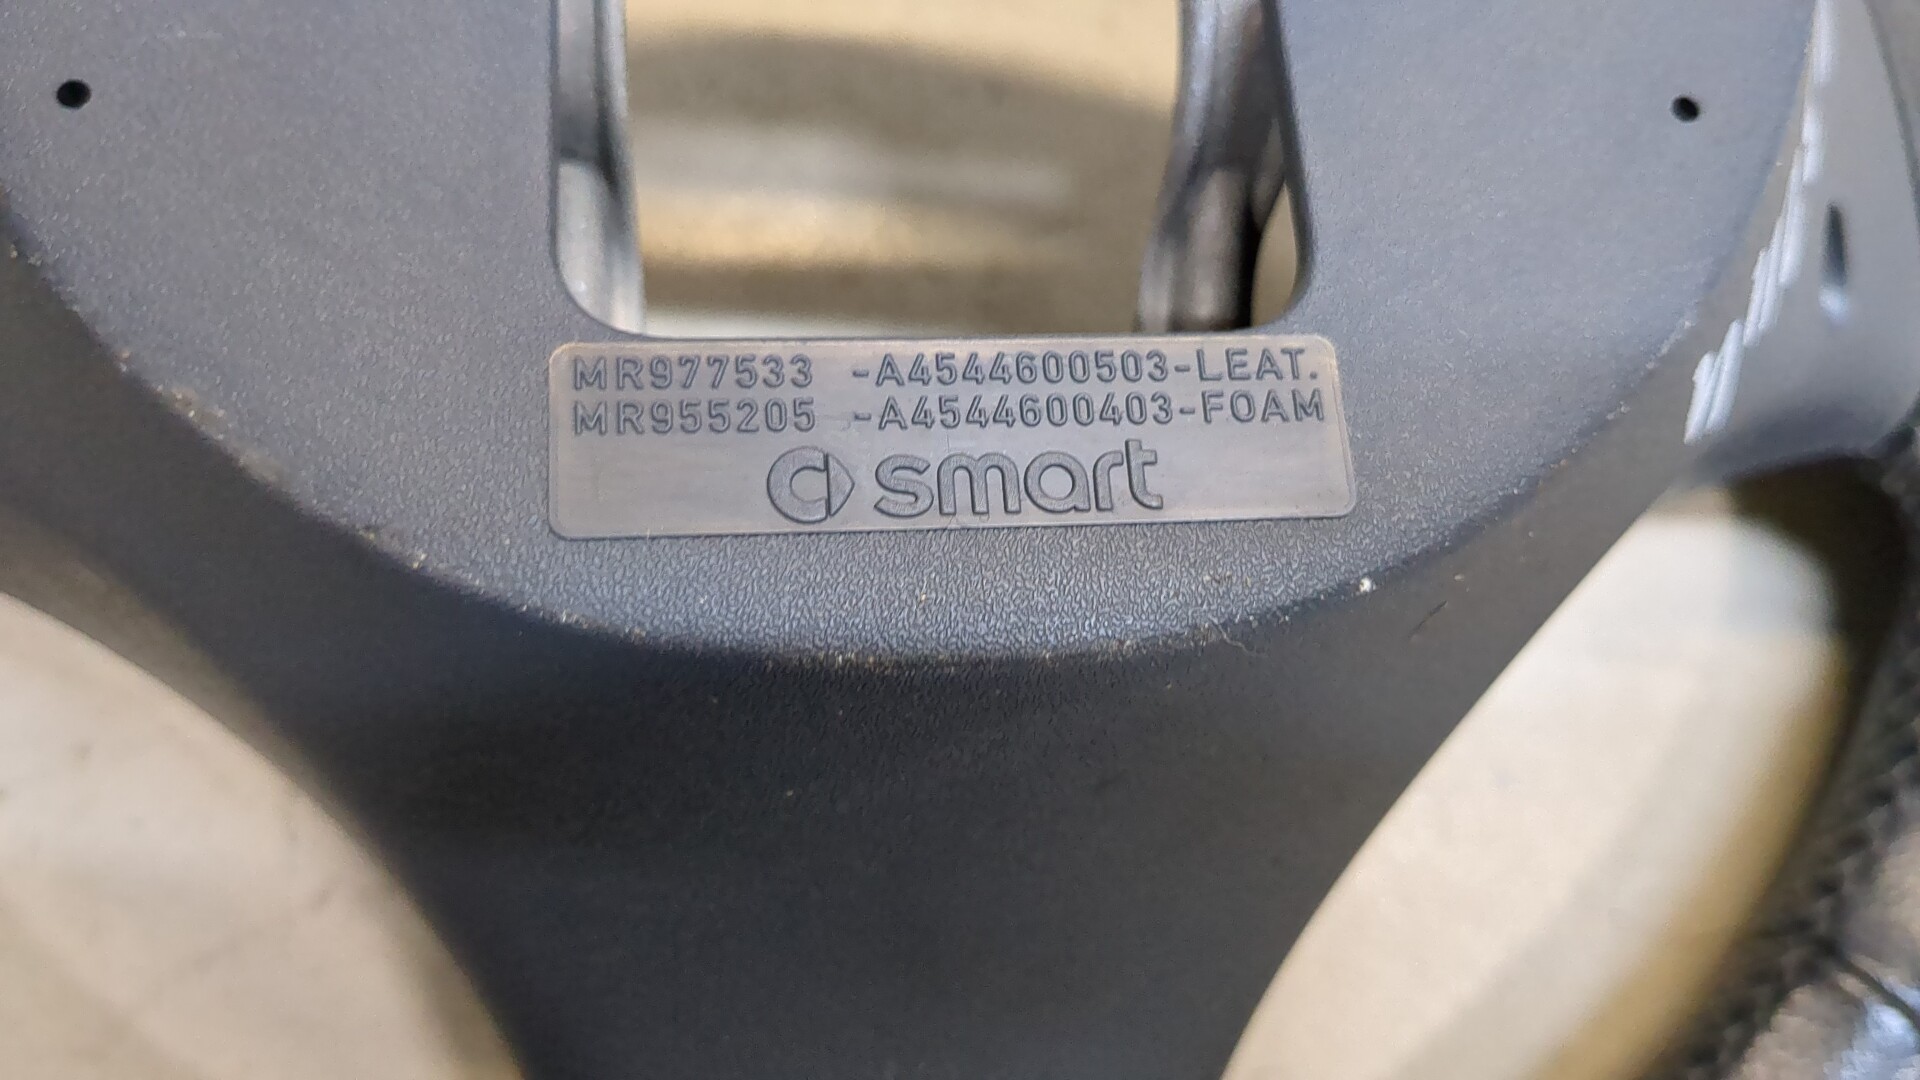 MR977533 -A4544600503-LEAT.
MR955205 -A4544600403-FOAM
smart